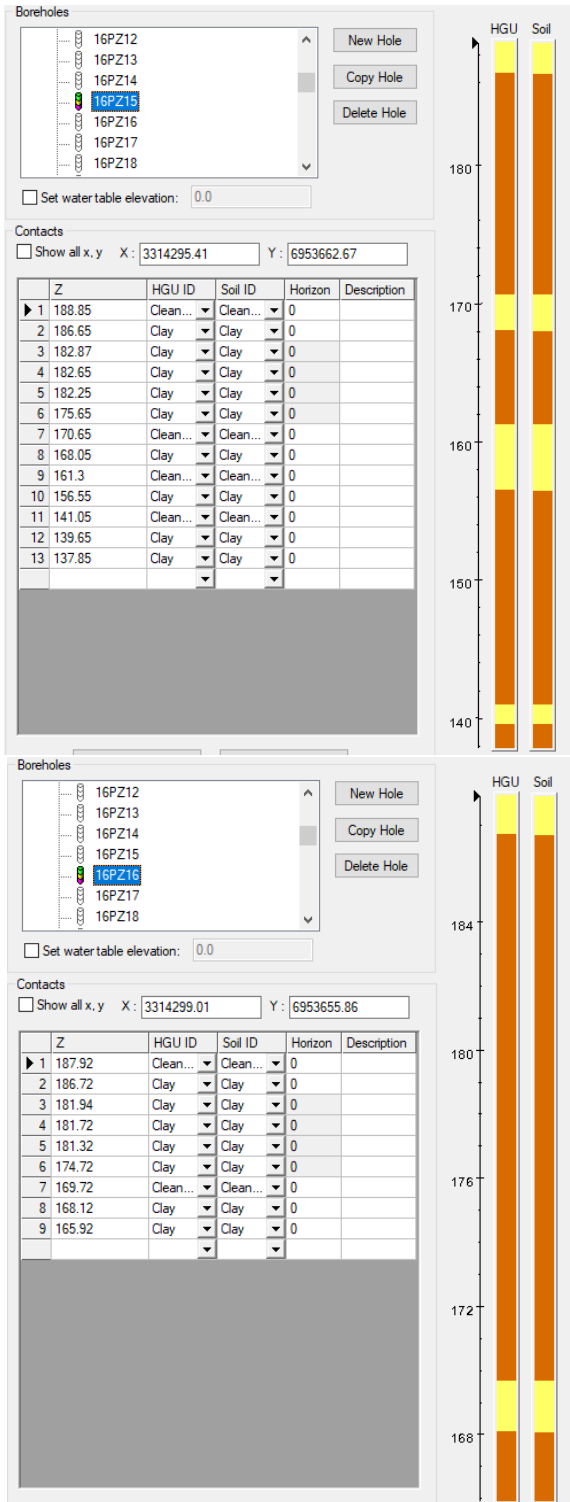 Boreholes
16PZ12
16PZ13
16PZ14
16PZ15
16PZ16
16PZ17
16PZ18
New Hole
Copy Hole
Delete Hole
Set water table elevation: 0.0
Contacts
Show all x, y X : 3314295.41 Y : 6953662.67
Z HGU ID Soil ID Horizon Description
1 188.85 Clean... Clean... 0
2 186.65 Clay Clay 0
3 182.87 Clay Clay 0
4 182.65 Clay Clay 0
5 182.25 Clay Clay 0
6 175.65 Clay Clay 0
7 170.65 Clean... Clean... 0
8 168.05 Clay Clay 0
9 161.3 Clean... Clean... 0
10 156.55 Clay Clay 0
11 141.05 Clean... Clean... 0
12 139.65 Clay Clay 0
13 137.85 Clay Clay 0
HGU Soil
180
170
160
150
140
Boreholes
16PZ12
16PZ13
16PZ14
16PZ15
16PZ16
16PZ17
16PZ18
New Hole
Copy Hole
Delete Hole
Set water table elevation: 0.0
Contacts
Show all x, y X : 3314299.01 Y : 6953655.86
Z HGU ID Soil ID Horizon Description
1 187.92 Clean... Clean... 0
2 186.72 Clay Clay 0
3 181.94 Clay Clay 0
4 181.72 Clay Clay 0
5 181.32 Clay Clay 0
6 174.72 Clay Clay 0
7 169.72 Clean... Clean... 0
8 168.12 Clay Clay 0
9 165.92 Clay Clay 0
HGU Soil
184
180
176
172
168